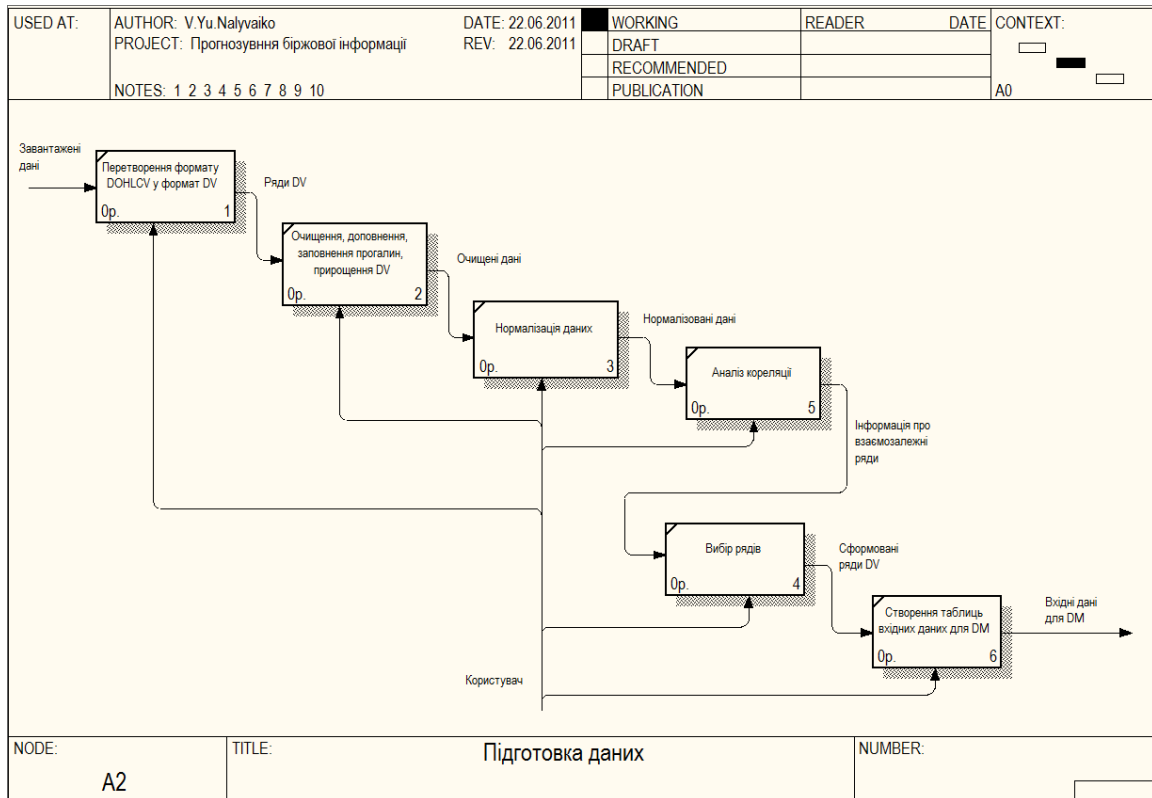 USED AT:
AUTHOR: V.Yu.Nalyvaiko
DATE: 22.06.2011
WORKING
READER
DATE
CONTEXT:
PROJECT: Прогнозувння біржової інформації
REV: 22.06.2011
DRAFT
RECOMMENDED
NOTES: 1 2 3 4 5 6 7 8 9 10
PUBLICATION
A0
Завантажені
дані
Перетворення формату
DOHLCV у формат DV
0р.
1
Ряди DV
Очищення, доповнення,
заповнення прогалин,
прирощення DV
0р.
2
Очищені дані
Нормалізація даних
0р.
3
Нормалізовані дані
Аналіз кореляції
0р.
5
Інформація про
взаємозалежні
ряди
Вибір рядів
0р.
4
Сформовані
ряди DV
Створення таблиць
вхідних даних для DM
0р.
6
Вхідні дані
для DM
Користувач
NODE:
TITLE:
Підготовка даних
NUMBER:
A2